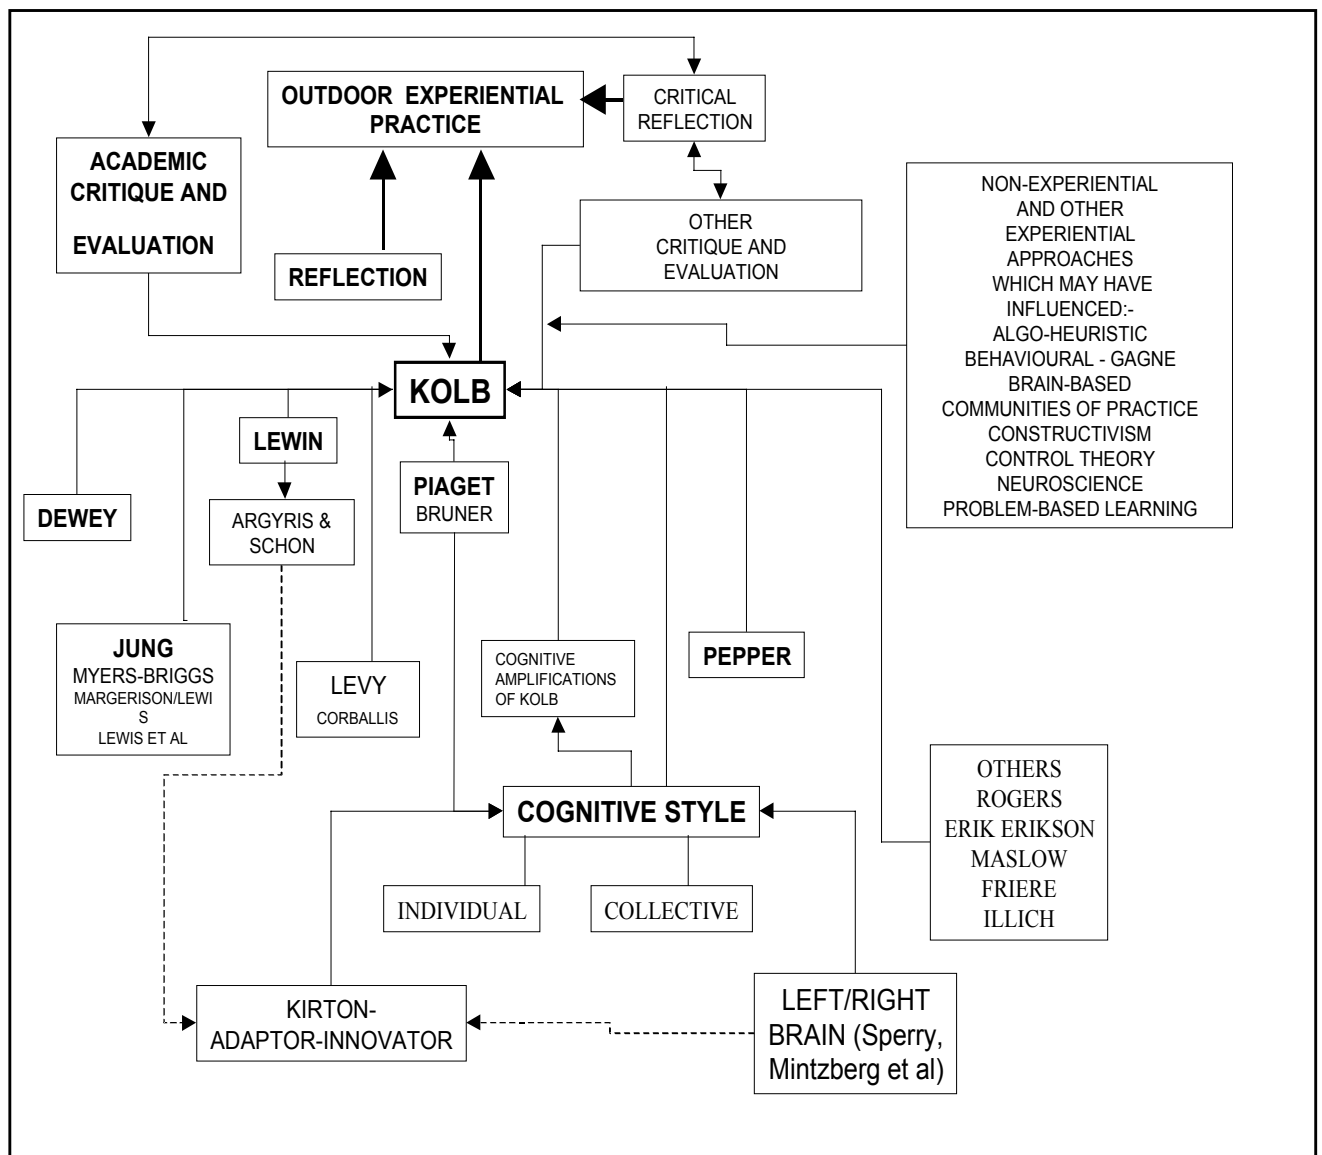 OUTDOOR EXPERIENTIAL
PRACTICE
CRITICAL
REFLECTION
ACADEMIC
CRITIQUE AND
EVALUATION
REFLECTION
OTHER
CRITIQUE AND
EVALUATION
NON-EXPERIENTIAL
AND OTHER
EXPERIENTIAL
APPROACHES
WHICH MAY HAVE
INFLUENCED:-
ALGO-HEURISTIC
BEHAVIOURAL - GAGNE
BRAIN-BASED
COMMUNITIES OF PRACTICE
CONSTRUCTIVISM
CONTROL THEORY
NEUROSCIENCE
PROBLEM-BASED LEARNING
KOLB
LEWIN
PIAGET
BRUNER
DEWEY
ARGYRIS &
SCHON
JUNG
MYERS-BRIGGS
MARGERISON/LEWI
S
LEWIS ET AL
LEVY
CORBALLIS
COGNITIVE
AMPLIFICATIONS
OF KOLB
PEPPER
COGNITIVE STYLE
OTHERS
ROGERS
ERIK ERIKSON
MASLOW
FRIERE
ILLICH
INDIVIDUAL
COLLECTIVE
KIRTON-
ADAPTOR-INNOVATOR
LEFT/RIGHT
BRAIN (Sperry,
Mintzberg et al)